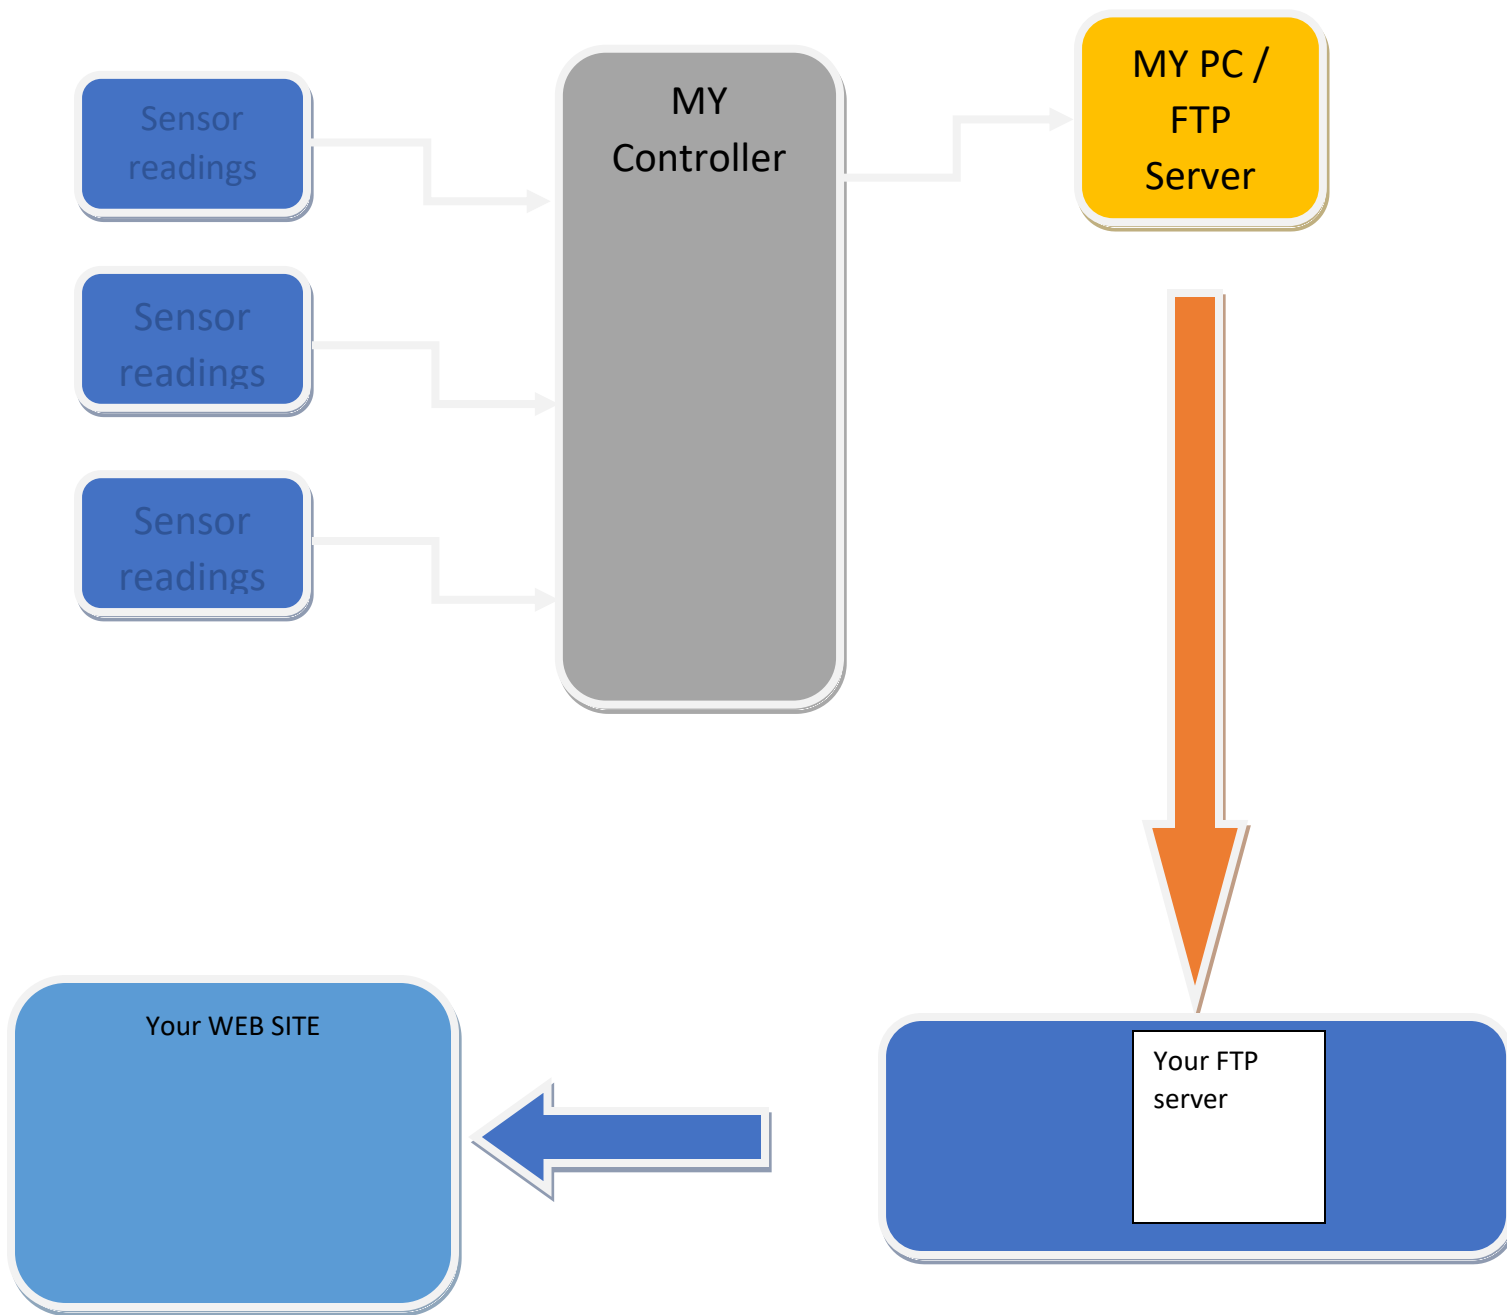 Sensor
readings
MY
Controller
MY PC /
FTP
Server
Sensor
readings
Sensor
readings
Your WEB SITE
Your FTP
server